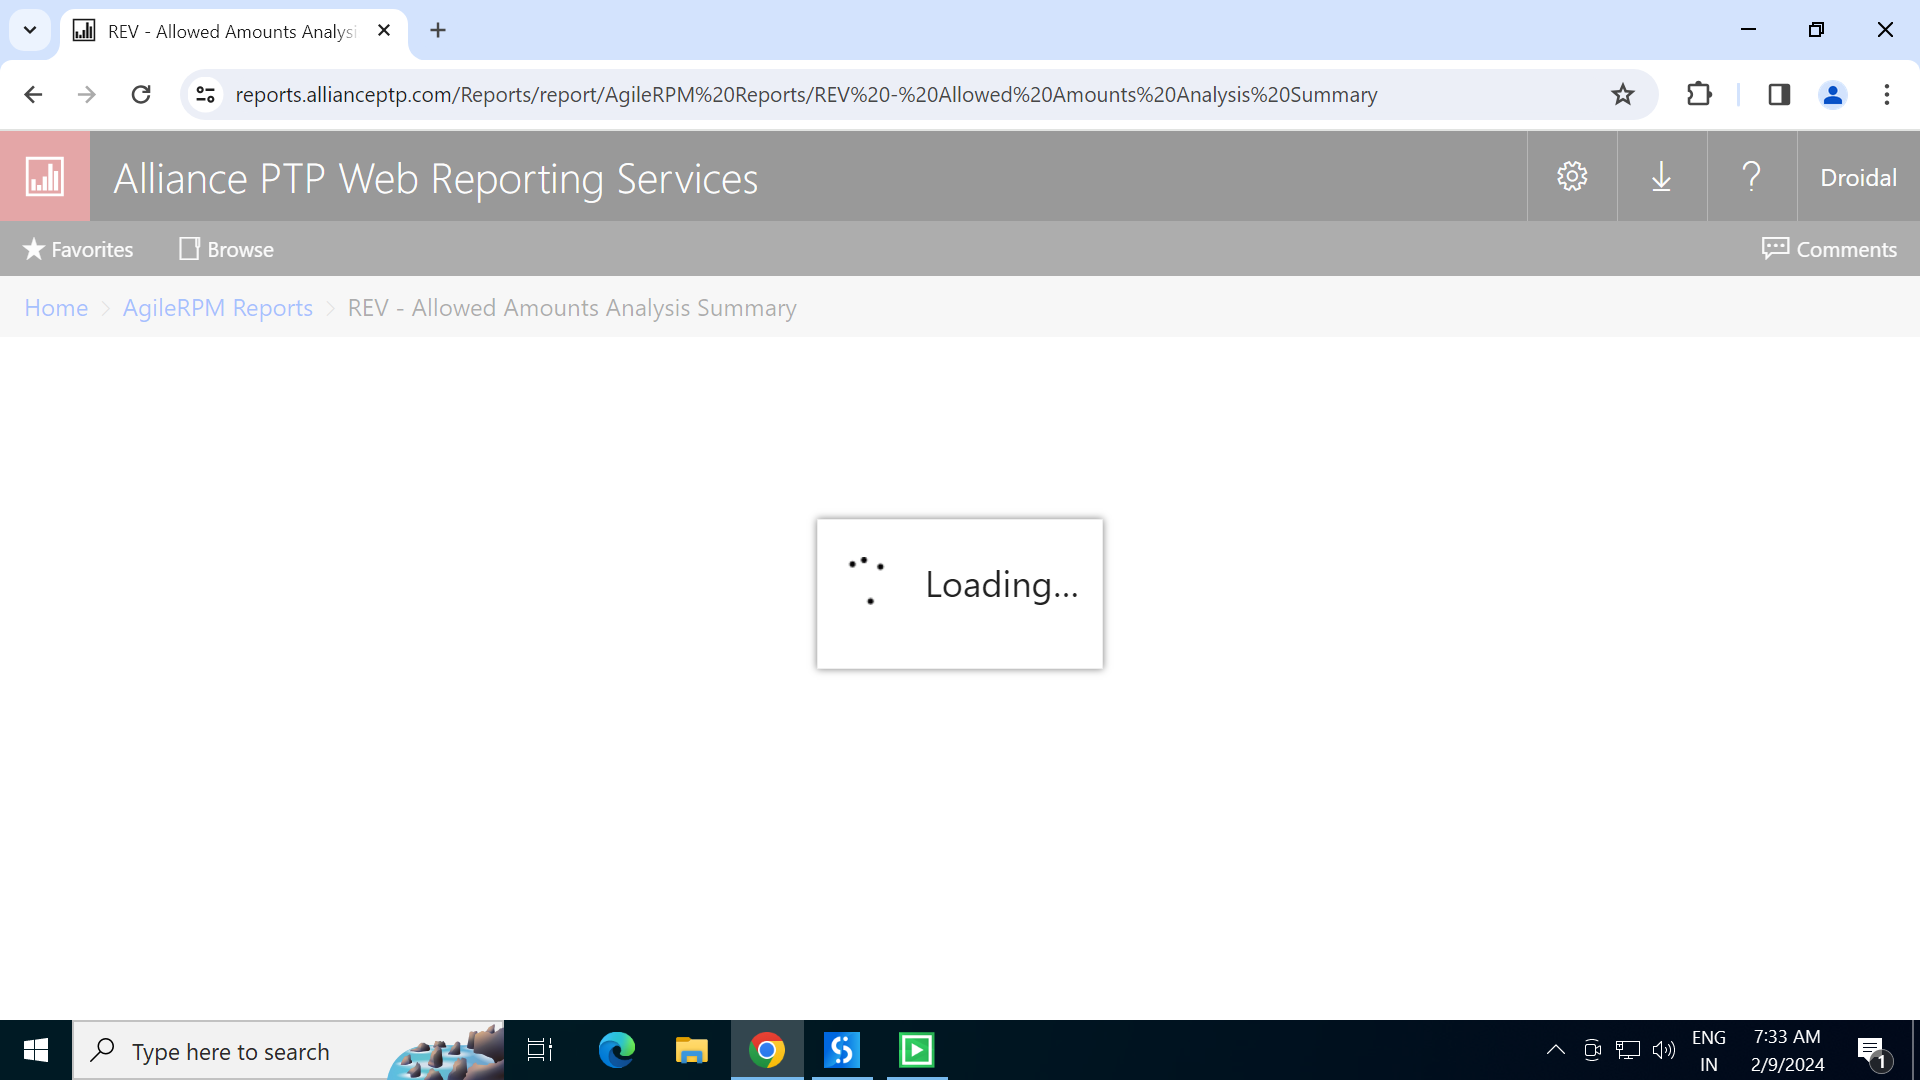 REV - Allowed Amounts Analysi
reports.allianceptp.com/Reports/report/AgileRPM%20Reports/REV%20-%20Allowed%20Amounts%20Analysis%20Summary
Alliance PTP Web Reporting Services
Droidal
Favorites
Browse
Comments
Home
AgileRPM Reports
REV - Allowed Amounts Analysis Summary
Loading...
Type here to search
ENG
IN
7:33 AM
2/9/2024
1